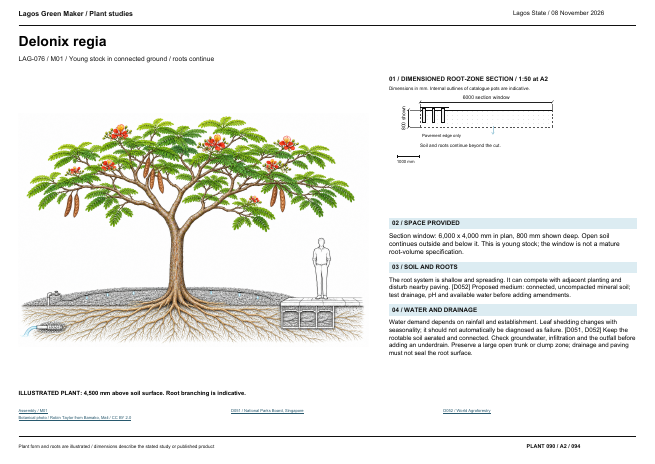 Lagos Green Maker / Plant studies
Lagos State / 08 November 2026
Delonix regia
LAG-076 / M01 / Young stock in connected ground / roots continue
01 / DIMENSIONED ROOT-ZONE SECTION / 1:50 at A2
Dimensions in mm. Internal outlines of catalogue pots are indicative.
6000 section window
800 shown
Pavement edge only
Soil and roots continue beyond the cut.
1000 mm
02 / SPACE PROVIDED
Section window: 6,000 x 4,000 mm in plan, 800 mm shown deep. Open soil
continues outside and below it. This is young stock; the window is not a mature
root-volume specification.
03 / SOIL AND ROOTS
The root system is shallow and spreading. It can compete with adjacent planting and
disturb nearby paving. [D052] Proposed medium: connected, uncompacted mineral soil;
test drainage, pH and available water before adding amendments.
04 / WATER AND DRAINAGE
Water demand depends on rainfall and establishment. Leaf shedding changes with
seasonality; it should not automatically be diagnosed as failure. [D051, D052] Keep the
rootable soil aerated and connected. Check groundwater, infiltration and the outfall before
adding an underdrain. Preserve a large open trunk or clump zone; drainage and paving
must not seal the root surface.
ILLUSTRATED PLANT: 4,500 mm above soil surface. Root branching is indicative.
Assembly / M01
D051 / National Parks Board, Singapore
D052 / World Agroforestry
Botanical photo / Robin Taylor from Bamako, Mali / CC BY 2.0
Plant form and roots are illustrated / dimensions describe the stated study or published product
PLANT 090 / A2 / 094